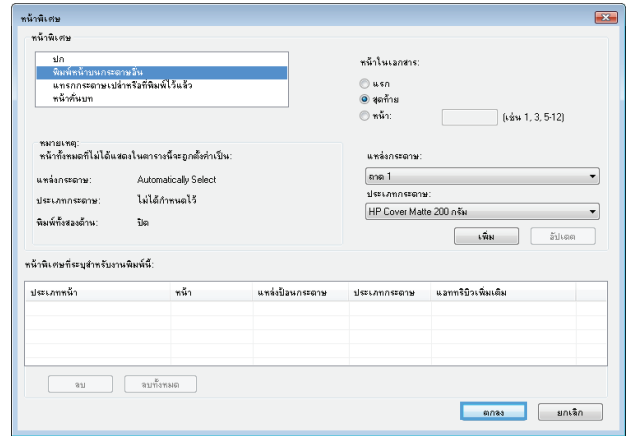 หน้าพิเศษ
หน้าพิเศษ
ปก
พิมพ์หน้าบนกระดาษอื่น
แทรกกระดาษเปล่าหรือที่พิมพ์ไว้แล้ว
หน้าคั่นบท
หน้าในเอกสาร:
แรก
สุดท้าย
หน้า:
(เช่น 1, 3, 5-12)
หมายเหตุ:
หน้าทั้งหมดที่ไม่ได้แสดงในตารางนี้จะถูกตั้งค่าเป็น:
แหล่งกระดาษ: Automatically Select
ประเภทกระดาษ: ไม่ได้กำหนดไว้
พิมพ์ทั้งสองด้าน: ปิด
แหล่งกระดาษ:
ถาด 1
ประเภทกระดาษ:
HP Cover Matte 200 กรัม
เพิ่ม อัปเดต
หน้าพิเศษที่ระบุสำหรับงานพิมพ์นี้:
ประเภทหน้า หน้า แหล่งป้อนกระดาษ ประเภทกระดาษ แอททริบิวเพิ่มเติม
ลบ ลบทั้งหมด
ตกลง ยกเลิก